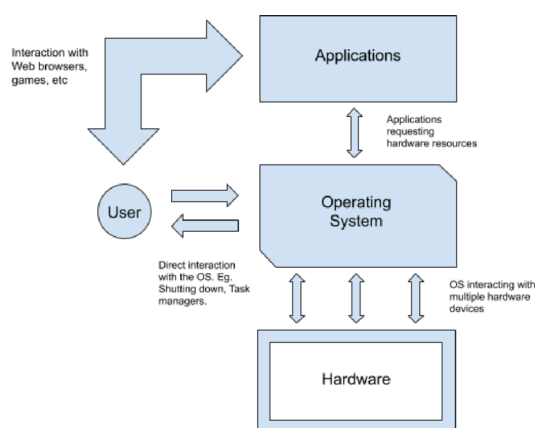 Interaction with
Web browsers,
games, etc
Applications
Applications
requesting
hardware resources
User
Operating
System
Direct interaction
with the OS. Eg.
Shutting down, Task
managers.
OS interacting with
multiple hardware
devices
Hardware